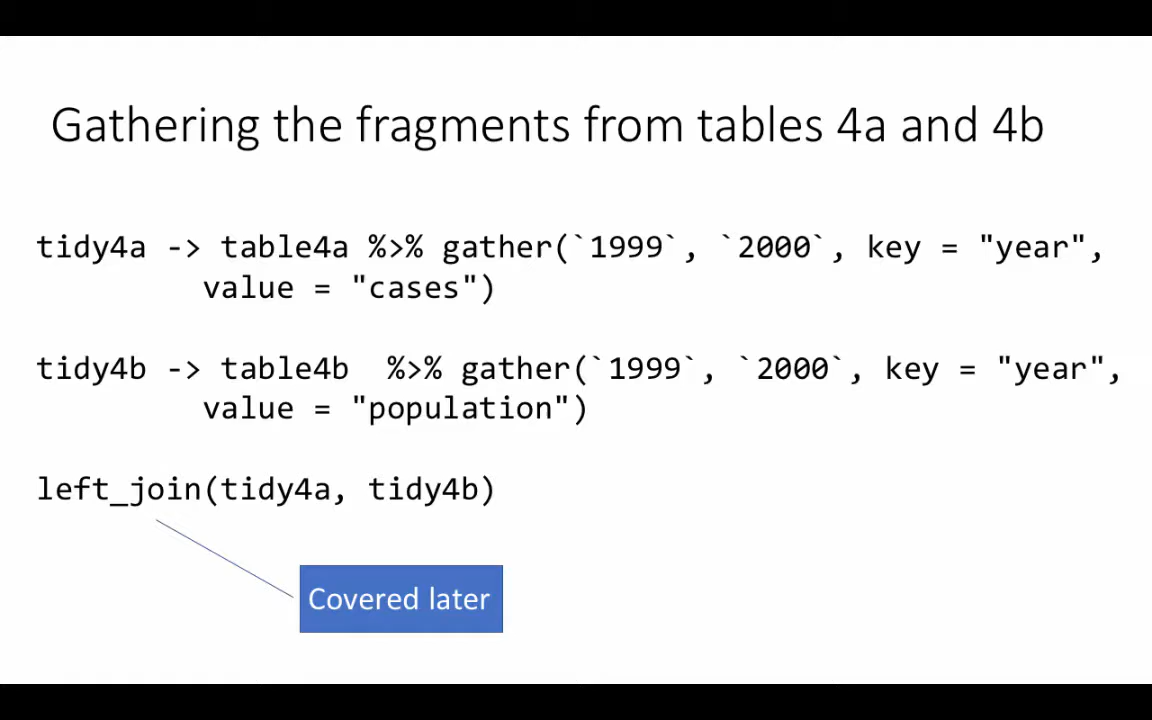 Gathering the fragments from tables 4a and 4b
tidy4a -> table4a %>% gather(`1999`, `2000`, key = "year",
value = "cases")
tidy4b -> table4b  %>% gather(`1999`, `2000`, key = "year",
value = "population")
left_join(tidy4a, tidy4b)
Covered later